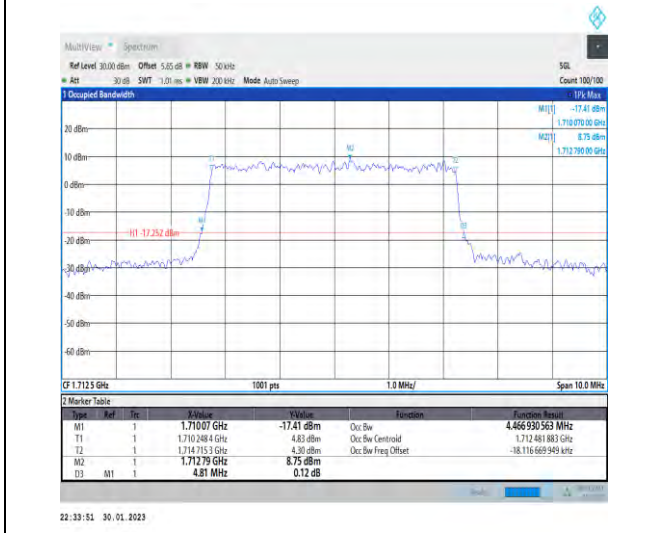 MultiView Spectrum
Ref Level 30.00 dBm Offset 5.65 dB RBW 50 kHz SGL
Att 30 dB SWT 1.01 ms VBW 200 kHz Mode Auto Sweep Count 100/100
1 Occupied Bandwidth 1Pk Max
M1[1] -17.41 dBm
1.710 070 00 GHz
M2[1] 8.75 dBm
1.712 790 00 GHz
20 dBm
10 dBm
0 dBm
-10 dBm
-20 dBm
-30 dBm
-40 dBm
-50 dBm
-60 dBm
T1
M2
T2
M1
D3
H1 -17.252 dBm
CF 1.712 5 GHz 1001 pts 1.0 MHz/ Span 10.0 MHz
2 Marker Table
Type Ref Trc X-Value Y-Value Function Function Result
M1 1 1.71007 GHz -17.41 dBm Occ Bw 4.466 930 563 MHz
T1 1 1.710 248 4 GHz 4.83 dBm Occ Bw Centroid 1.712 481 883 GHz
T2 1 1.714 715 3 GHz 4.30 dBm Occ Bw Freq Offset -18.116 669 949 kHz
M2 1 1.71279 GHz 8.75 dBm
D3 M1 1 4.81 MHz 0.12 dB
22:33:51 30.01.2023